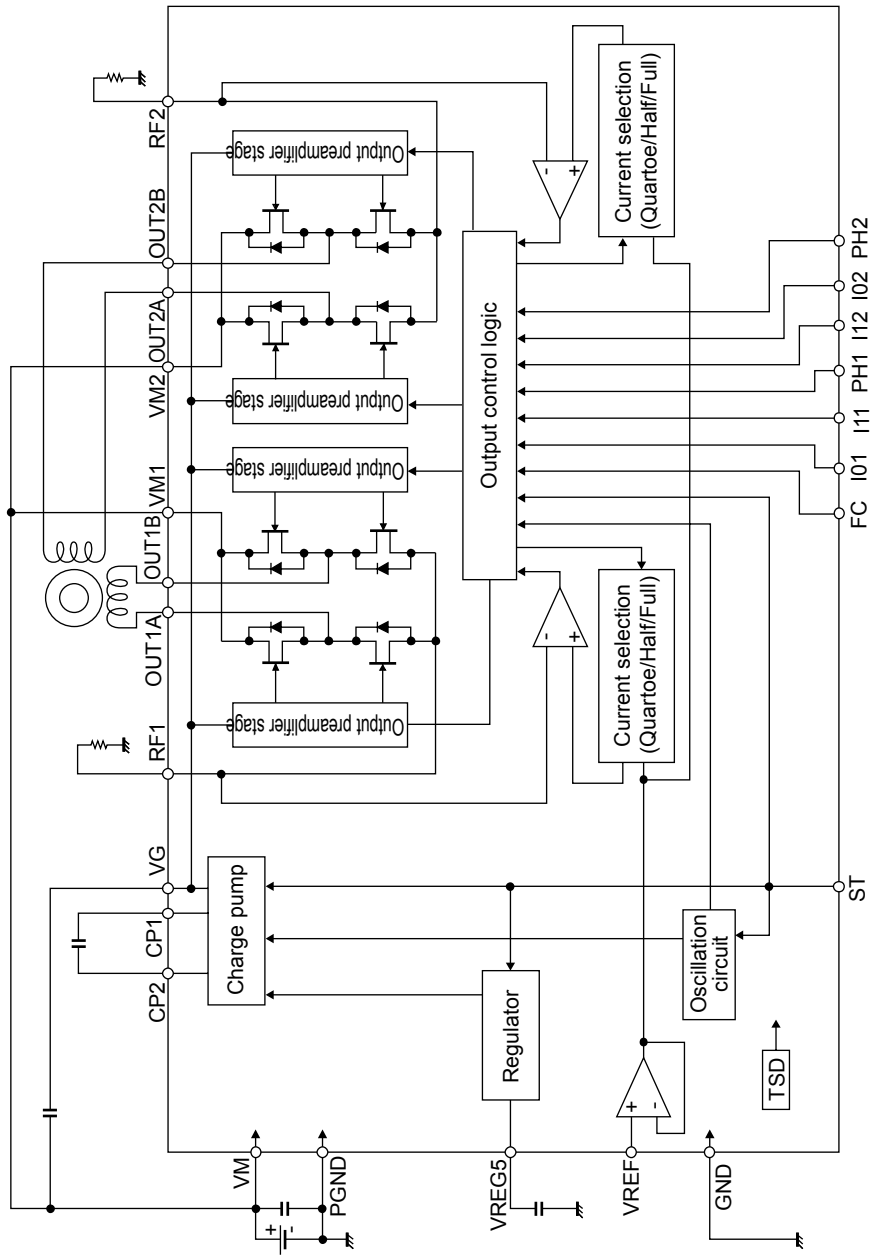 CP2
CP1
VG
RF1
OUT1A
OUT1B
VM1
VM2
OUT2A
OUT2B
RF2
VM
+
-
PGND
Charge pump
Output preamplifier stage
Output preamplifier stage
Output preamplifier stage
Output preamplifier stage
Output control logic
VREG5
Regulator
VREF
+
-
-
+
-
+
Current selection
(Quartoe/Half/Full)
Current selection
(Quartoe/Half/Full)
GND
Oscillation
circuit
TSD
ST
FC
I01
I11
PH1
I12
I02
PH2